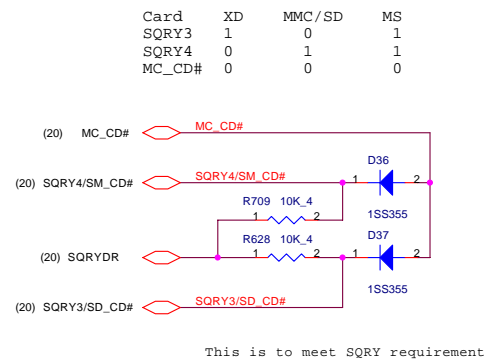 Card XD MMC/SD MS
SQRY3 1 0 1
SQRY4 0 1 1
MC_CD# 0 0 0
(20) MC_CD# MC_CD#
D36
(20) SQRY4/SM_CD# SQRY4/SM_CD# 1 2
R709 10K_4 1SS355
1 2
R628 10K_4 D37
(20) SQRYDR 1 2 1 2
1SS355
(20) SQRY3/SD_CD# SQRY3/SD_CD#
This is to meet SQRY requirement